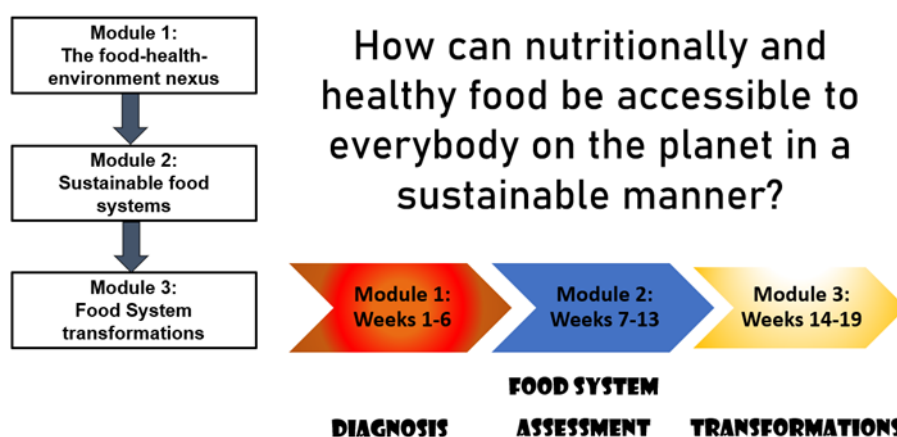 Module 1:
The food-health-
environment nexus
Module 2:
Sustainable food
systems
Module 3:
Food System
transformations
How can nutritionally and
healthy food be accessible to
everybody on the planet in a
sustainable manner?
Module 1:
Weeks 1-6
Module 2:
Weeks 7-13
Module 3:
Weeks 14-19
DIAGNOSIS
FOOD SYSTEM
ASSESSMENT
TRANSFORMATIONS